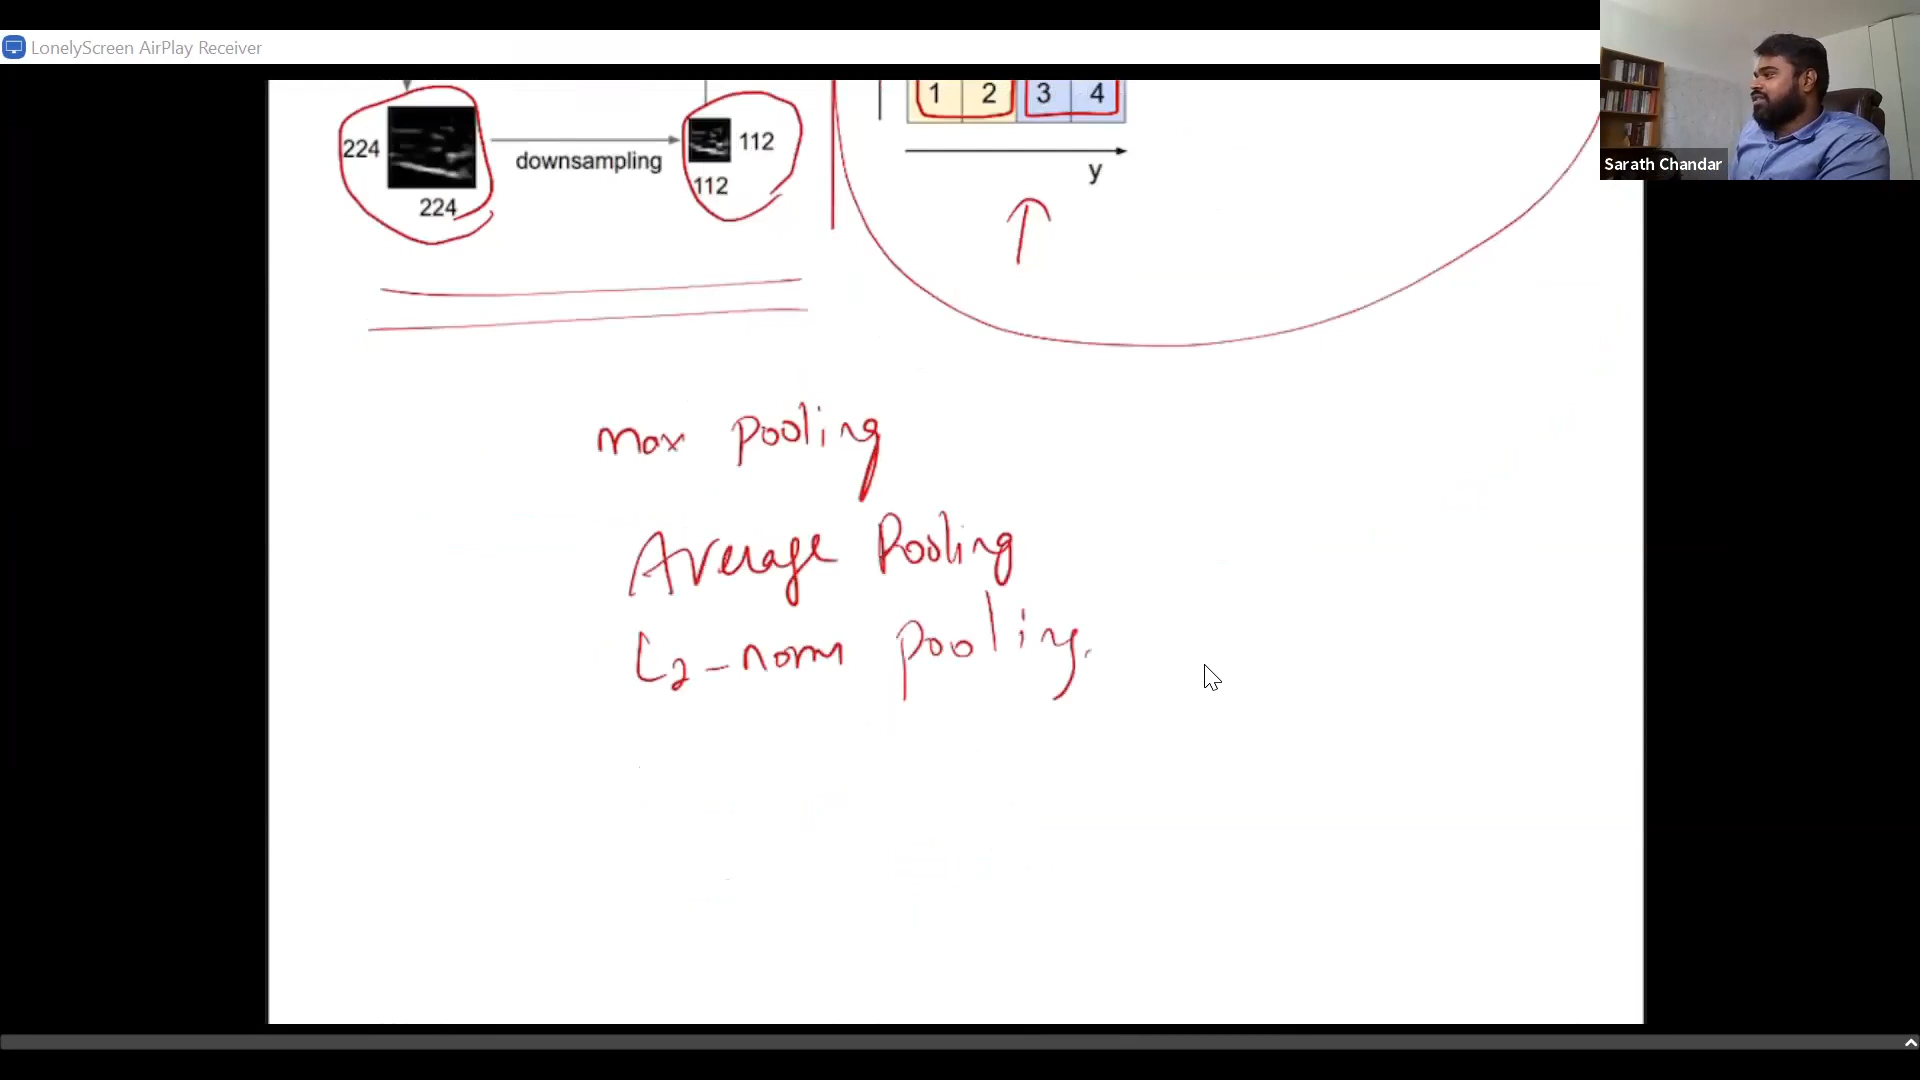 LonelyScreen AirPlay Receiver
1 2 3 4
224
downsampling
112
112
y
224
Sarath Chandar
max pooling
Average Pooling
L2-norm pooling.